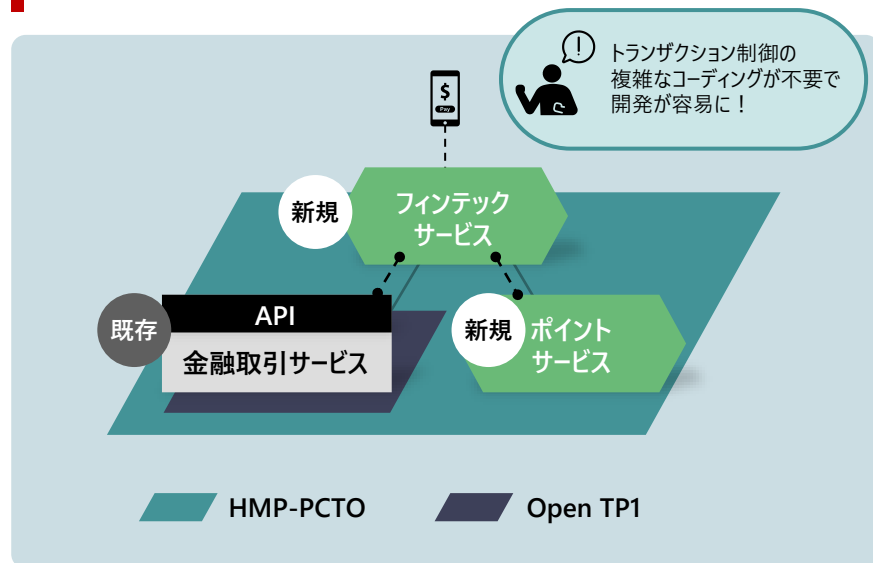 トランザクション制御の
複雑なコーディングが不要で
開発が容易に！
$
Pay
新規
フィンテック
サービス
既存
API
金融取引サービス
新規
ポイント
サービス
HMP-PCTO
Open TP1